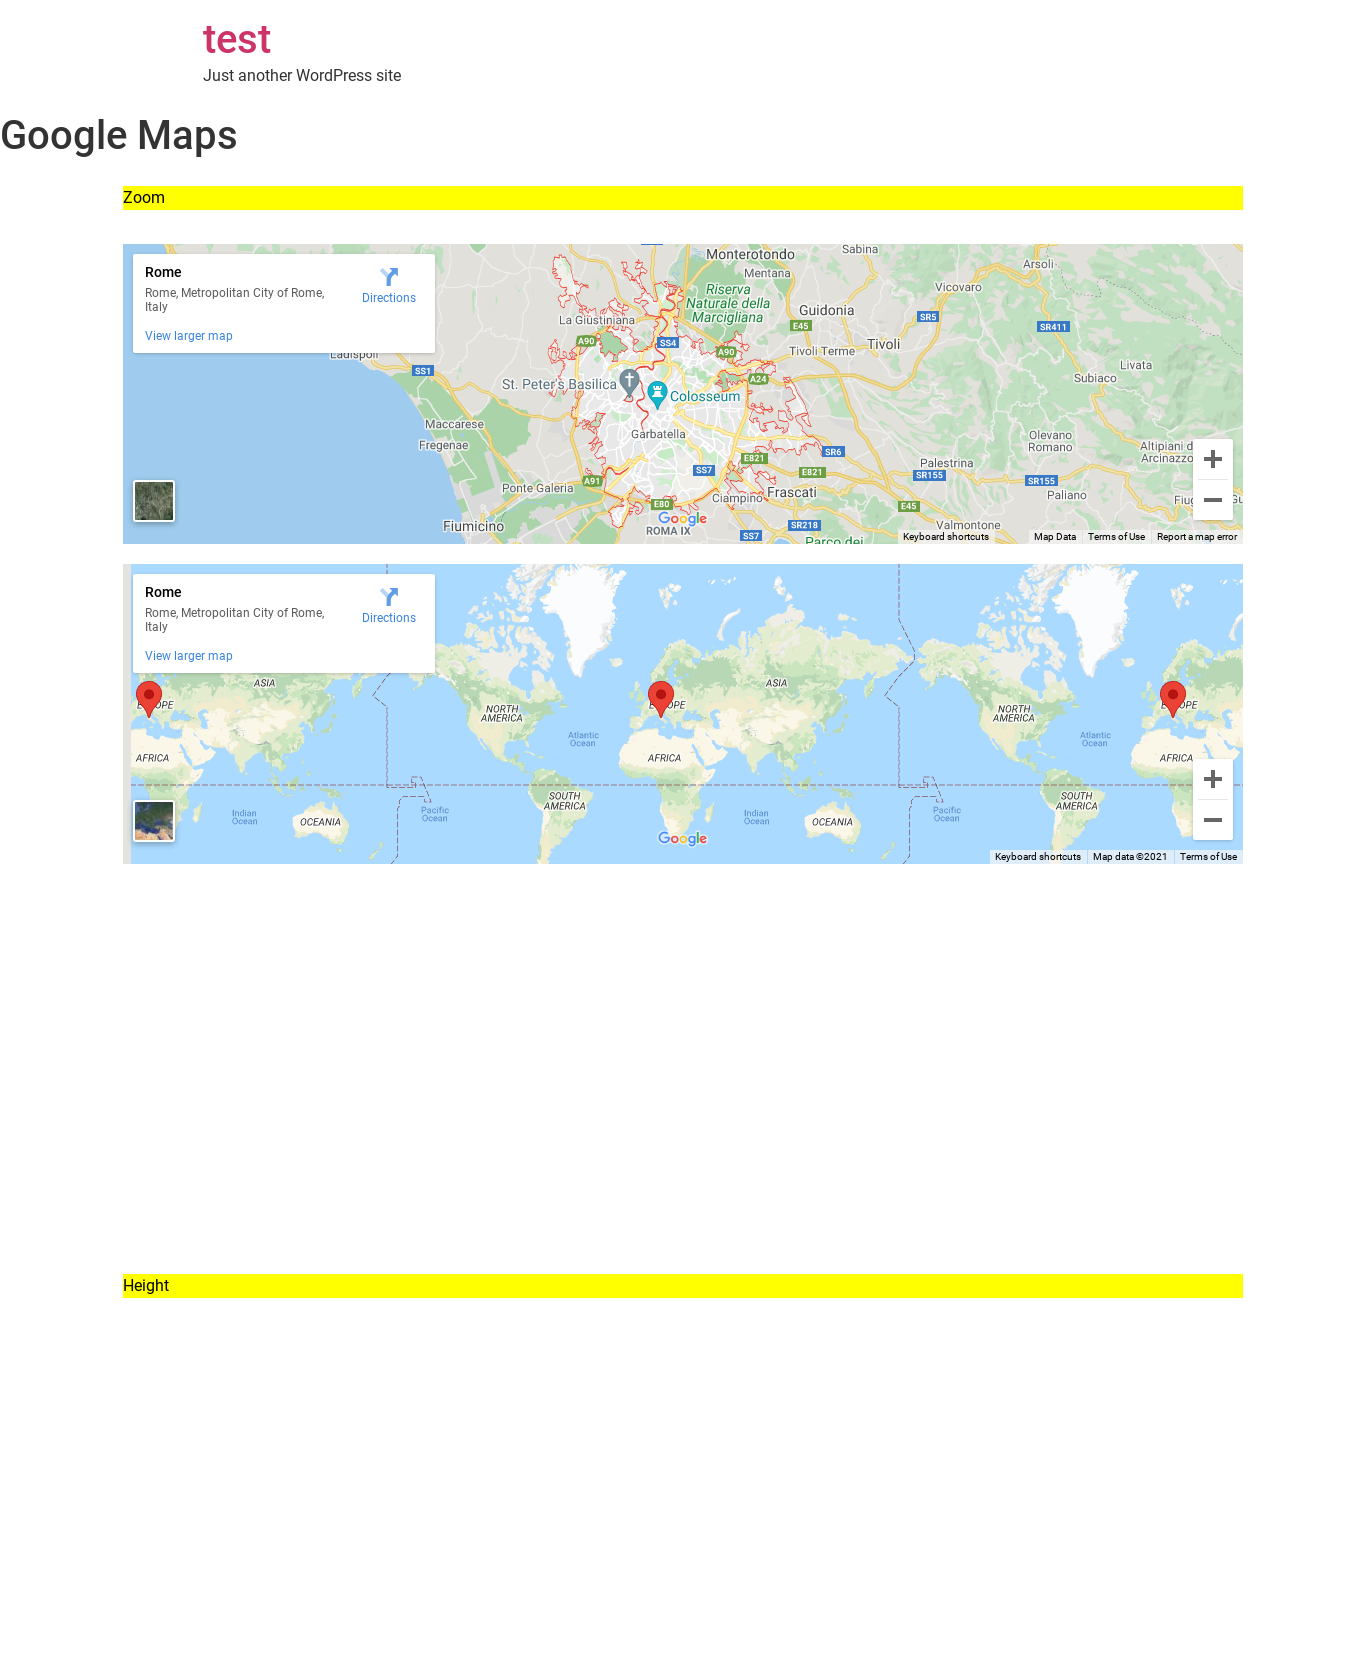 test
Just another WordPress site
Google Maps
Zoom
Rome
Rome, Metropolitan City of Rome,
Italy
Directions
View larger map
Monterotondo
Mentana
Sabina
Arsoli
Riserva
Naturale della
Marcigliana
Vicovaro
Guidonia
La Giustiniana
E45
SR5
SR411
A90
SS4
A90
Tivoli Terme
Tivoli
Ladispoli
SS1
A24
Livata
Subiaco
St. Peter's Basilica
Colosseum
Maccarese
Fregenae
Garbatella
Olevano
Romano
Altipiani d
Arcinazzo
SR6
E821
SS7
E821
Palestrina
SR155
SR155
A91
Ponte Galeria
Frascati
Ciampino
Paliano
E80
E45
Fiumicino
Google
ROMA IX
SR218
Valmontone
SS7
Parco dei
Keyboard shortcuts
Map Data
Terms of Use
Report a map error
Rome
Rome, Metropolitan City of Rome,
Italy
Directions
View larger map
ASIA
ASIA
EUROPE
NORTH
AMERICA
EUROPE
NORTH
AMERICA
EUROPE
Atlantic
Ocean
Atlantic
Ocean
AFRICA
AFRICA
AFRICA
SOUTH
AMERICA
SOUTH
AMERICA
Indian
Ocean
Pacific
Ocean
Indian
Ocean
Pacific
Ocean
OCEANIA
OCEANIA
Google
Keyboard shortcuts
Map data ©2021
Terms of Use
Height